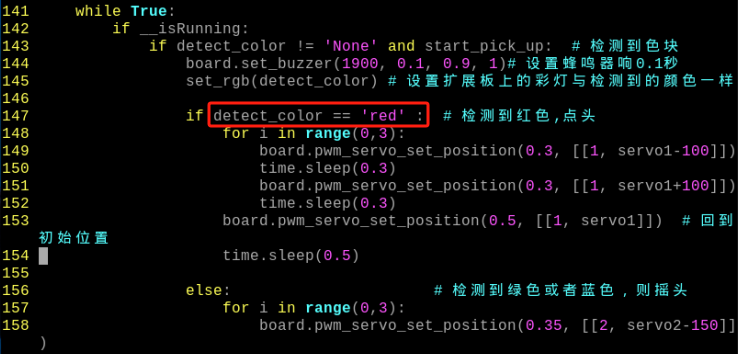 141     while True:
142         if __isRunning:
143             if detect_color != 'None' and start_pick_up:  # 检测到色块
144                 board.set_buzzer(1900, 0.1, 0.9, 1)# 设置蜂鸣器响0.1秒
145                 set_rgb(detect_color) # 设置扩展板上的彩灯与检测到的颜色一样
146
147                 if detect_color == 'red' :  # 检测到红色,点头
148                     for i in range(0,3):
149                         board.pwm_servo_set_position(0.3, [[1, servo1-100]])
150                         time.sleep(0.3)
151                         board.pwm_servo_set_position(0.3, [[1, servo1+100]])
152                         time.sleep(0.3)
153                     board.pwm_servo_set_position(0.5, [[1, servo1]])  # 回到
初始位置
154                     time.sleep(0.5)
155
156                 else:                      # 检测到绿色或者蓝色，则摇头
157                     for i in range(0,3):
158                         board.pwm_servo_set_position(0.35, [[2, servo2-150]]
)